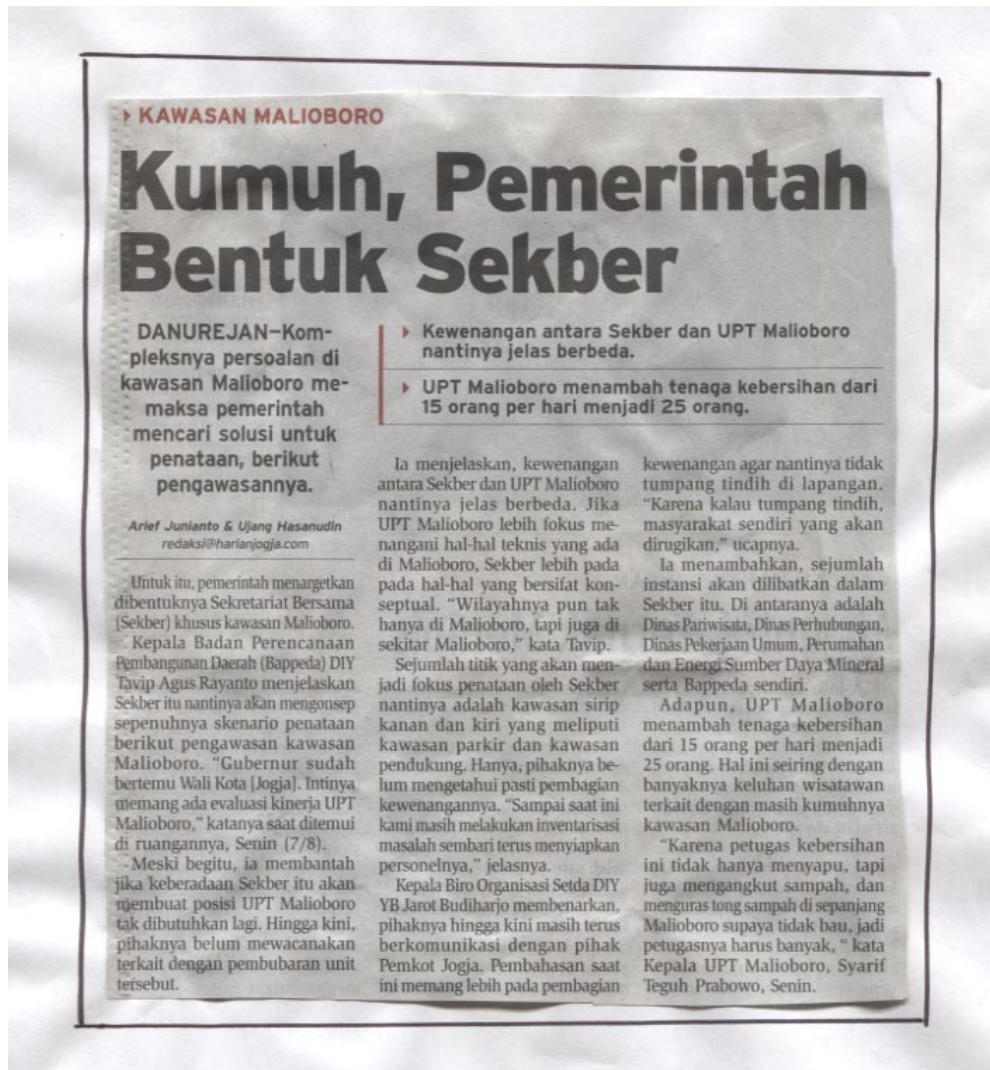 KAWASAN MALIOBORO
Kumuh, Pemerintah
Bentuk Sekber
DANUREJAN—Kom-
pleksnya persoalan di
kawasan Malioboro me-
maksa pemerintah
mencari solusi untuk
penataan, berikut
pengawasannya.
Arief Junianto & Ujang Hasanudin
redaksi@harianjogja.com
Kewenangan antara Sekber dan UPT Malioboro
nantinya jelas berbeda.
UPT Malioboro menambah tenaga kebersihan dari
15 orang per hari menjadi 25 orang.
Untuk itu, pemerintah menargetkan
dibentuknya Sekretariat Bersama
(Sekber) khusus kawasan Malioboro.
Kepala Badan Perencanaan
Pembangunan Daerah (Bappeda) DIY
Tavip Agus Rayanto menjelaskan
Sekber itu nantinya akan mengonsep
sepenuhnya skenario penataan
berikut pengawasan kawasan
Malioboro. “Gubernur sudah
bertemu Wali Kota [Jogja]. Intinya
memang ada evaluasi kinerja UPT
Malioboro,” katanya saat ditemui
di ruangannya, Senin (7/8).
Meski begitu, ia membantah
jika keberadaan Sekber itu akan
membuat posisi UPT Malioboro
tak dibutuhkan lagi. Hingga kini,
pihaknya belum mewacanakan
terkait dengan pembubaran unit
tersebut.
Ia menjelaskan, kewenangan
antara Sekber dan UPT Malioboro
nantinya jelas berbeda. Jika
UPT Malioboro lebih fokus me-
nangani hal-hal teknis yang ada
di Malioboro, Sekber lebih pada
pada hal-hal yang bersifat kon-
septual. “Wilayahnya pun tak
hanya di Malioboro, tapi juga di
sekitar Malioboro,” kata Tavip.
Sejumlah titik yang akan men-
jadi fokus penataan oleh Sekber
nantinya adalah kawasan sirip
kanan dan kiri yang meliputi
kawasan parkir dan kawasan
pendukung. Hanya, pihaknya be-
lum mengetahui pasti pembagian
kewenangannya. “Sampai saat ini
kami masih melakukan inventarisasi
masalah sembari terus menyiapkan
personelnya,” jelasnya.
Kepala Biro Organisasi Setda DIY
YB Jarot Budiharjo membenarkan,
pihaknya hingga kini masih terus
berkomunikasi dengan pihak
Pemkot Jogja. Pembahasan saat
ini memang lebih pada pembagian
kewenangan agar nantinya tidak
tumpang tindih di lapangan.
“Karena kalau tumpang tindih,
masyarakat sendiri yang akan
dirugikan,” ucapnya.
Ia menambahkan, sejumlah
instansi akan dilibatkan dalam
Sekber itu. Di antaranya adalah
Dinas Pariwisata, Dinas Perhubungan,
Dinas Pekerjaan Umum, Perumahan
dan Energi Sumber Daya Mineral
serta Bappeda sendiri.
Adapun, UPT Malioboro
menambah tenaga kebersihan
dari 15 orang per hari menjadi
25 orang. Hal ini seiring dengan
banyaknya keluhan wisatawan
terkait dengan masih kumuhnya
kawasan Malioboro.
“Karena petugas kebersihan
ini tidak hanya menyapu, tapi
juga mengangkut sampah, dan
menguras tong sampah di sepanjang
Malioboro supaya tidak bau, jadi
petugasnya harus banyak, “ kata
Kepala UPT Malioboro, Syarif
Teguh Prabowo, Senin.